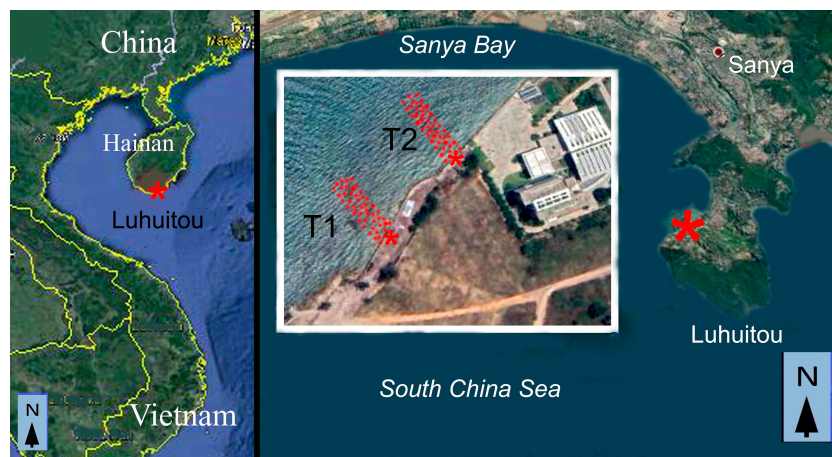 China
Hainan
Luhuitou
Vietnam
N
Sanya Bay
Sanya
T2
T1
Luhuitou
South China Sea
N